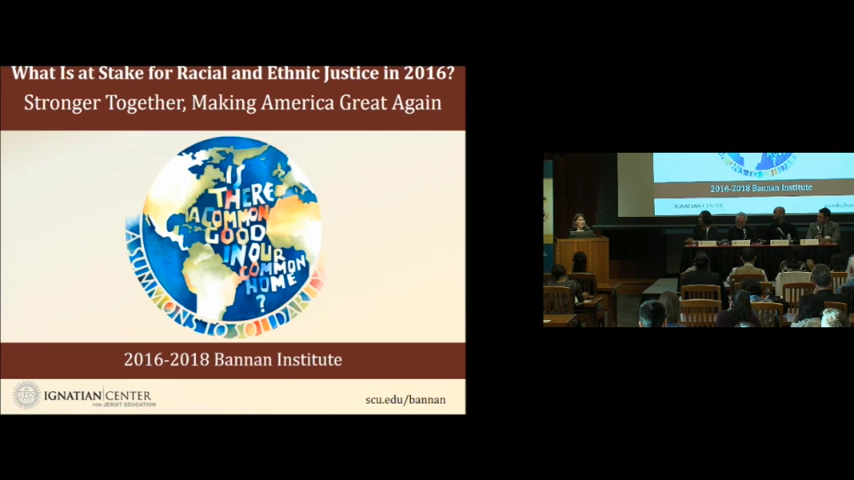 What Is at Stake for Racial and Ethnic Justice in 2016?
Stronger Together, Making America Great Again
IS
THERE
A COMMON
GOOD
IN OUR
COMMON
HOME
?
A SUMMONS TO SOLIDARITY
2016-2018 Bannan Institute
IGNATIAN CENTER
FOR JESUIT EDUCATION
scu.edu/bannan
2016-2018 Bannan Institute
IGNATIAN CENTER